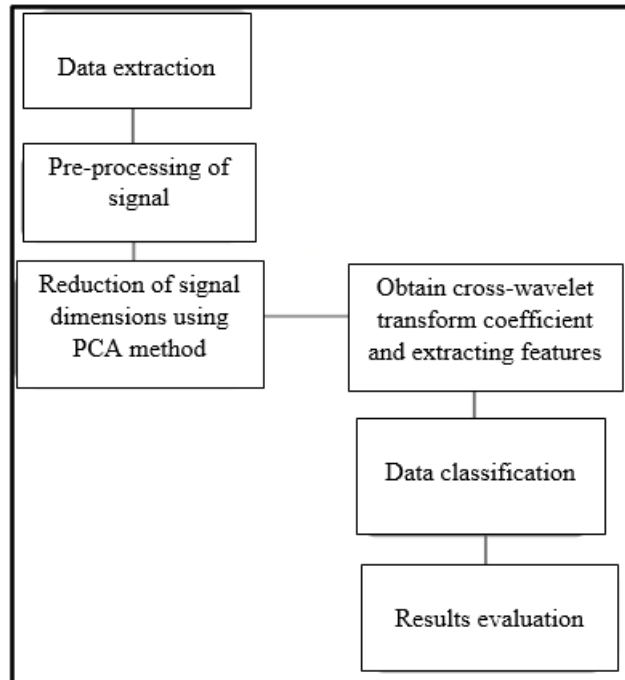 Data extraction
Pre-processing of
signal
Reduction of signal
dimensions using
PCA method
Obtain cross-wavelet
transform coefficient
and extracting features
Data classification
Results evaluation